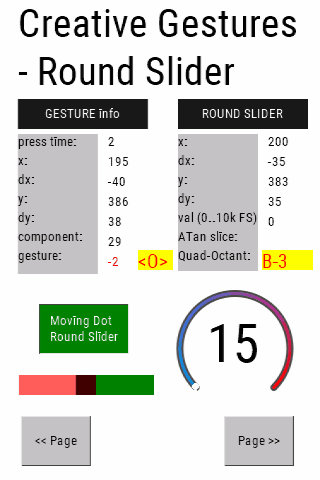 Creative Gestures
- Round Slider
GESTURE info
ROUND SLIDER
press time: 2
x: 195
dx: -40
y: 386
dy: 38
component: 29
gesture: -2 <O>
x: 200
dx: -35
y: 383
dy: 35
val (0..10k FS) 0
ATan slice:
Quad-Octant: B-3
Moving Dot
Round Slider
15
<< Page
Page >>